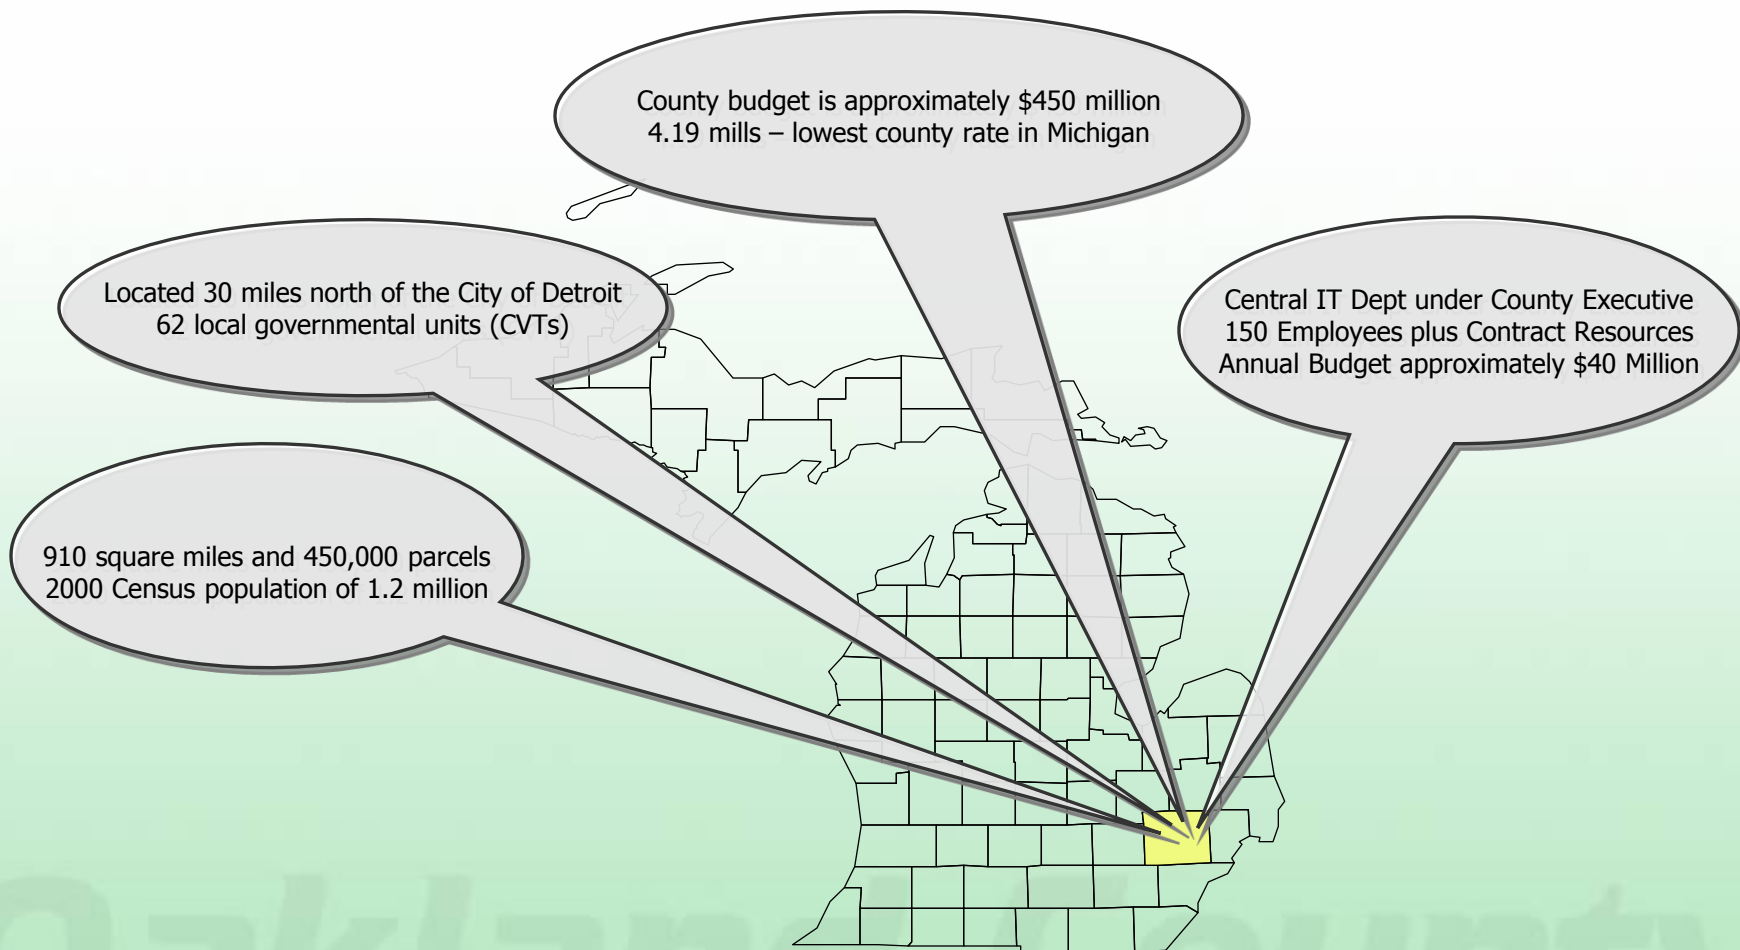 County budget is approximately $450 million
4.19 mills – lowest county rate in Michigan
Located 30 miles north of the City of Detroit
62 local governmental units (CVTs)
Central IT Dept under County Executive
150 Employees plus Contract Resources
Annual Budget approximately $40 Million
910 square miles and 450,000 parcels
2000 Census population of 1.2 million
Oakland County